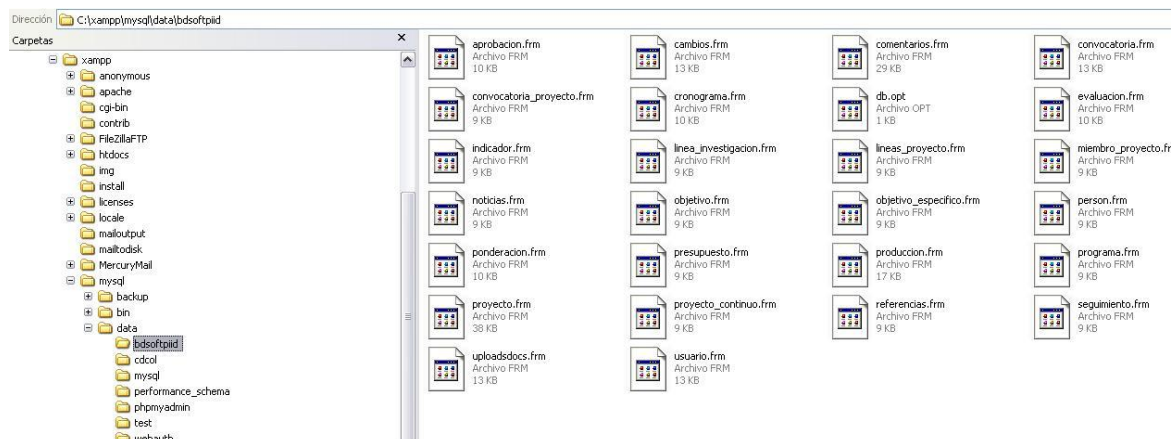 Dirección C:\xampp\mysql\data\bdsoftpiid
Carpetas
xampp
anonymous
apache
cgi-bin
contrib
FileZillaFTP
htdocs
img
install
licenses
locale
mailoutput
mailtodisk
MercuryMail
mysql
backup
bin
data
bdsoftpiid
cdcol
mysql
performance_schema
phpmyadmin
test
webauth
aprobacion.frm
Archivo FRM
10 KB
cambios.frm
Archivo FRM
13 KB
comentarios.frm
Archivo FRM
29 KB
convocatoria.frm
Archivo FRM
13 KB
convocatoria_proyecto.frm
Archivo FRM
9 KB
cronograma.frm
Archivo FRM
10 KB
db.opt
Archivo OPT
1 KB
evaluacion.frm
Archivo FRM
10 KB
indicador.frm
Archivo FRM
9 KB
linea_investigacion.frm
Archivo FRM
9 KB
lineas_proyecto.frm
Archivo FRM
9 KB
miembro_proyecto.fr
Archivo FRM
9 KB
noticias.frm
Archivo FRM
9 KB
objetivo.frm
Archivo FRM
9 KB
objetivo_especifico.frm
Archivo FRM
9 KB
person.frm
Archivo FRM
9 KB
ponderacion.frm
Archivo FRM
10 KB
presupuesto.frm
Archivo FRM
9 KB
produccion.frm
Archivo FRM
17 KB
programa.frm
Archivo FRM
9 KB
proyecto.frm
Archivo FRM
38 KB
proyecto_continuo.frm
Archivo FRM
9 KB
referencias.frm
Archivo FRM
9 KB
seguimiento.frm
Archivo FRM
9 KB
uploadsdocs.frm
Archivo FRM
13 KB
usuario.frm
Archivo FRM
13 KB